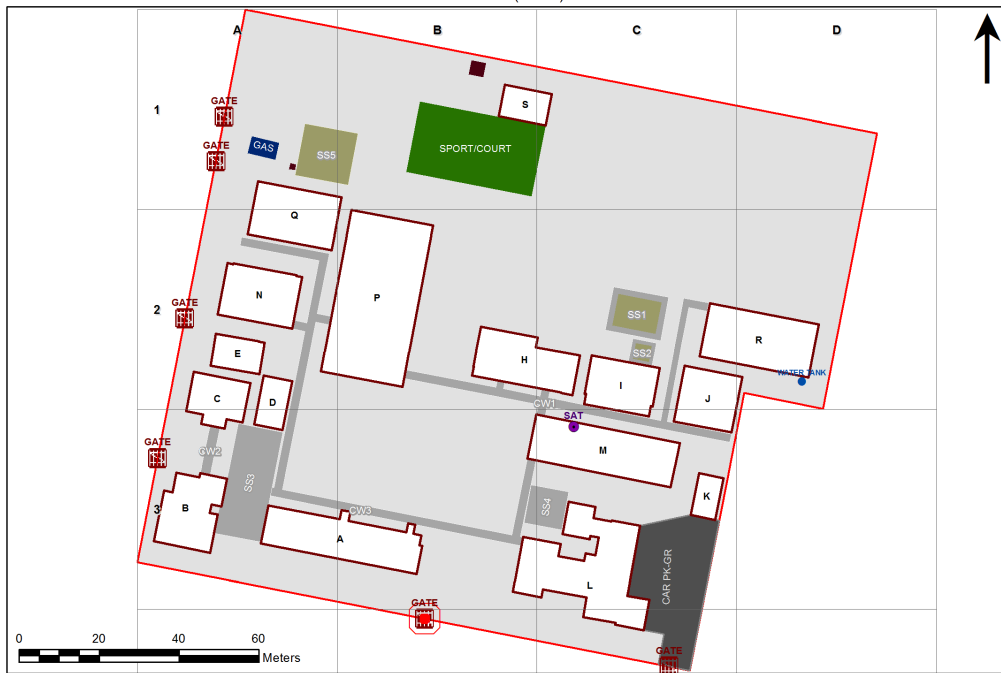 A
B
C
D
1
GATE
S
GATE
GAS
SS5
SPORT/COURT
Q
N
P
2
GATE
SS1
R
E
H
SS2
I
WATER TANK
C
D
J
CW1
SAT
GATE
CW2
M
SS3
K
3
B
CW3
SS4
A
CAR PK-GR
L
GATE
0 20 40 60
Meters
GATE